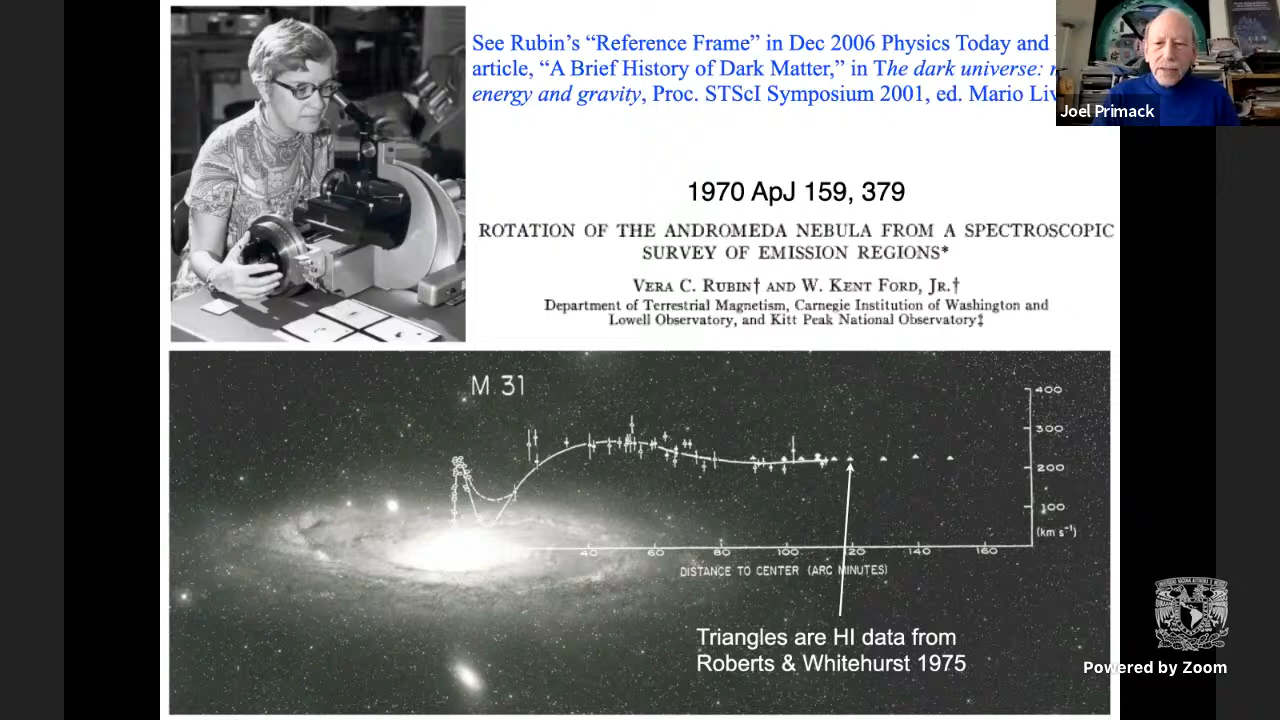 See Rubin's “Reference Frame” in Dec 2006 Physics Today and
article, “A Brief History of Dark Matter,” in The dark universe:
energy and gravity, Proc. STScI Symposium 2001, ed. Mario
Joel Primack
1970 ApJ 159, 379
ROTATION OF THE ANDROMEDA NEBULA FROM A SPECTROSCOPIC
SURVEY OF EMISSION REGIONS*
VERA C. RUBIN† AND W. KENT FORD, JR.†
Department of Terrestrial Magnetism, Carnegie Institution of Washington and
Lowell Observatory, and Kitt Peak National Observatory‡
M 31
400
300
200
100
(km s⁻¹)
40 60 80 100 120 140 160
DISTANCE TO CENTER (ARC MINUTES)
Triangles are HI data from
Roberts & Whitehurst 1975
Powered by Zoom